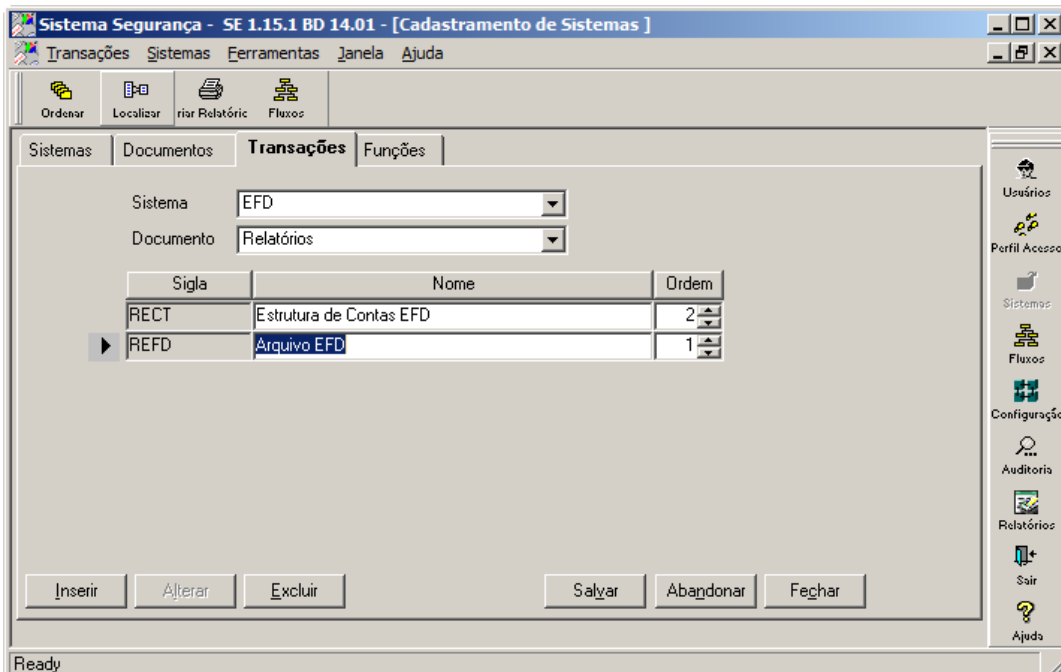 Sistema Segurança - SE 1.15.1 BD 14.01 - [Cadastramento de Sistemas ]
Transações Sistemas Ferramentas Janela Ajuda
Ordenar Localizar riar Relatóric Fluxos
Sistemas Documentos Transações Funções
Sistema EFD
Documento Relatórios
Sigla Nome Ordem
RECT Estrutura de Contas EFD 2
REFD Arquivo EFD 1
Inserir Alterar Excluir Salvar Abandonar Fechar
Usuários
Perfil Acesso
Sistemas
Fluxos
Configuração
Auditoria
Relatórios
Sair
Ajuda
Ready